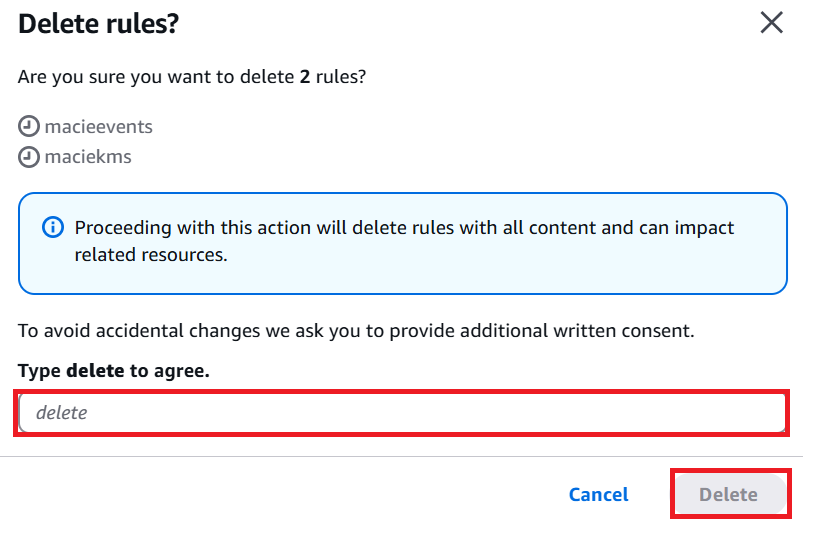 Delete rules?
Are you sure you want to delete 2 rules?
macieevents
maciekms
Proceeding with this action will delete rules with all content and can impact
related resources.
To avoid accidental changes we ask you to provide additional written consent.
Type delete to agree.
delete
Cancel
Delete